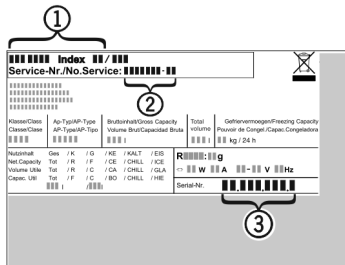 1
Index /
Service-Nr./No.Service: -
2
Klasse/Class Ap-Typ/AP-Type Bruttoinhalt/Gross Capacity Total Gefriervermoegen/Freezing Capacity
Classe/Class AP-Type/AP-Tipo Volume Brut/Capacidad Bruta volume Pouvoir de Congel./Capac.Congeladora
l l kg / 24 h
Nutzinhalt Ges / K / G / KE / KALT / EIS
Net.Capacity Tot / R / F / CE / CHILL / ICE
Volume Utile Tot / R / C / CA / CHILL / GLA
Capac. Util Tot / F / C / BO / CHILL / HIE
l / l
R : g
W A - V Hz
Serial-Nr. . . .
3